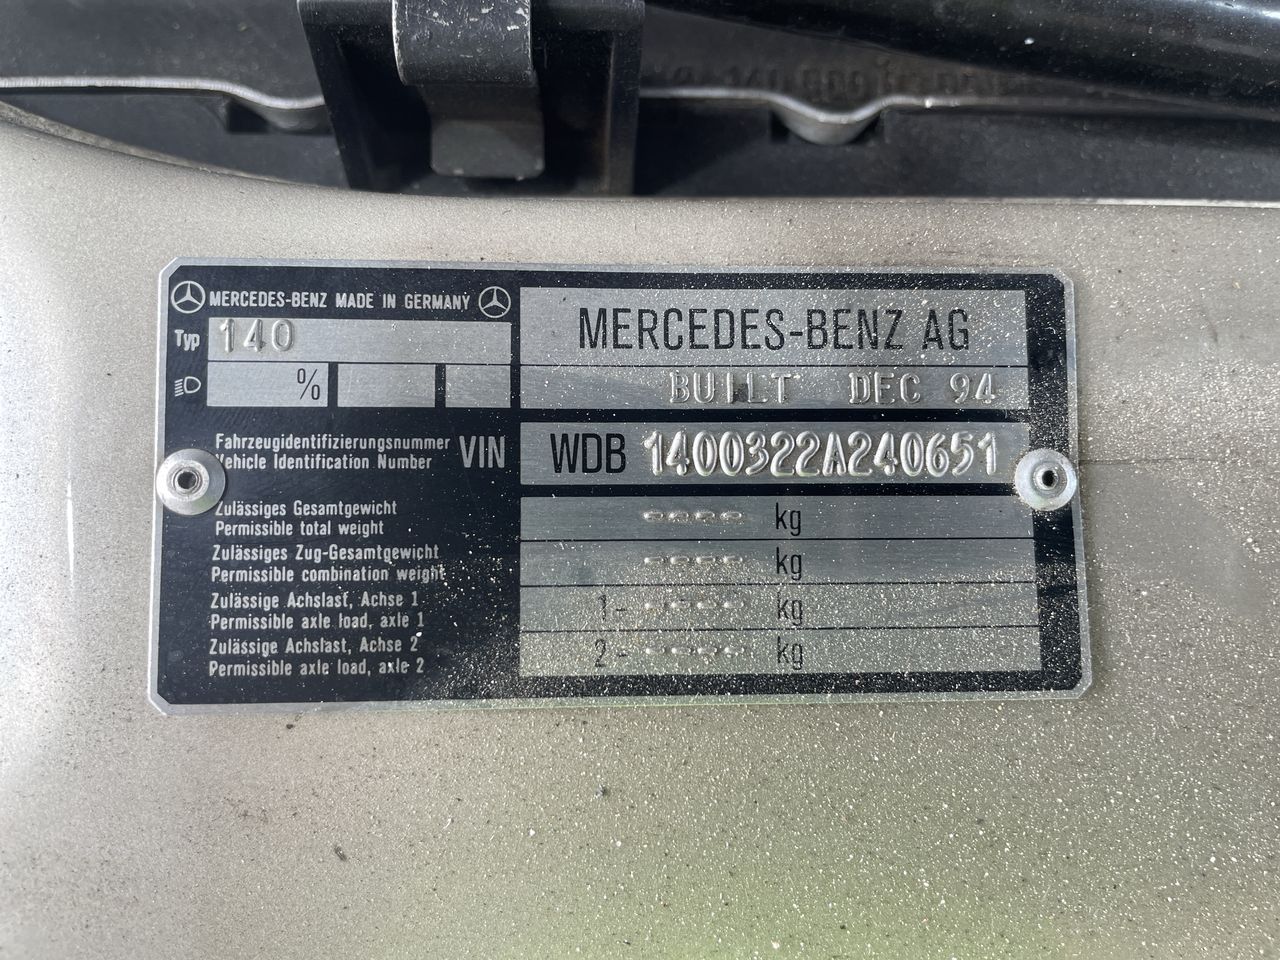 MERCEDES-BENZ MADE IN GERMANY
Typ 140
%
MERCEDES-BENZ AG
BUILT DEC 94
Fahrzeugidentifizierungsnummer
Vehicle Identification Number
VIN
WDB 1400322A240651
Zulässiges Gesamtgewicht
Permissible total weight
---- kg
Zulässiges Zug-Gesamtgewicht
Permissible combination weight
---- kg
Zulässige Achslast, Achse 1
Permissible axle load, axle 1
1- ---- kg
Zulässige Achslast, Achse 2
Permissible axle load, axle 2
2- ---- kg